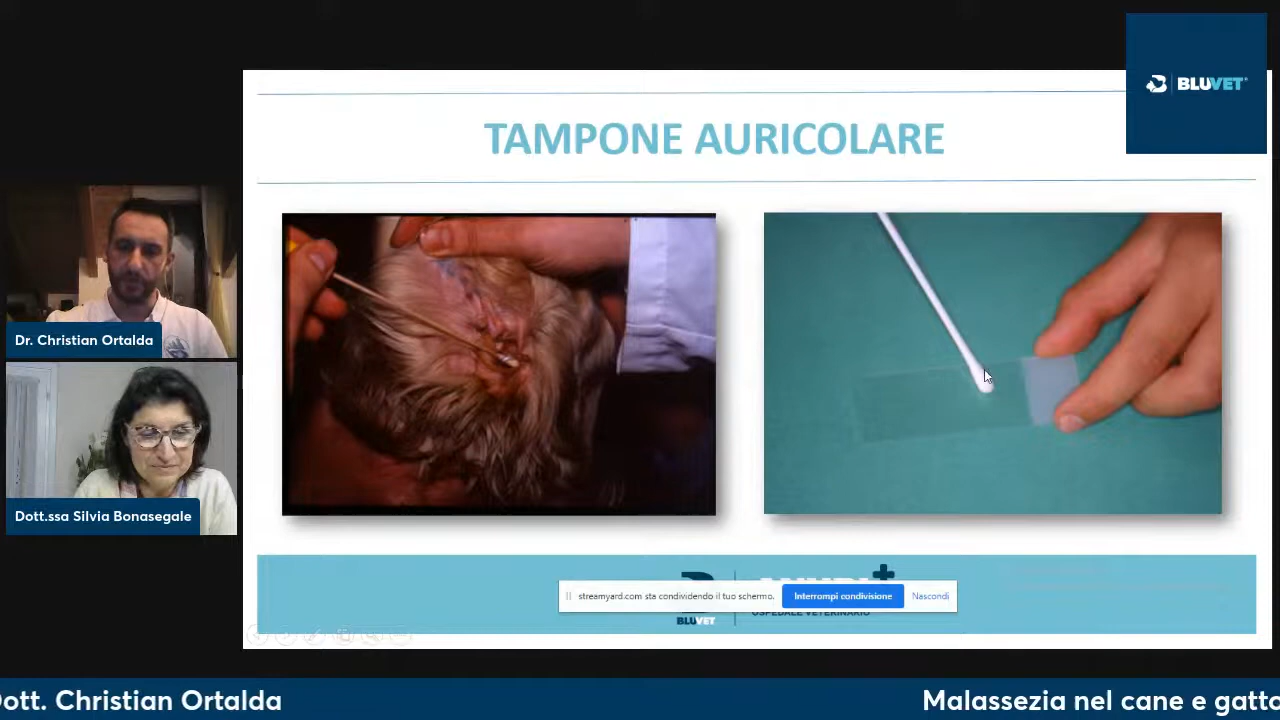 BLUVET
TAMPONE AURICOLARE
Dr. Christian Ortalda
Dott.ssa Silvia Bonasegale
streamyard.com sta condividendo il tuo schermo.
Interrompi condivisione
Nascondi
BLUVET
OSPEDALE VETERINARIO
ott. Christian Ortalda
Malassezia nel cane e gatto